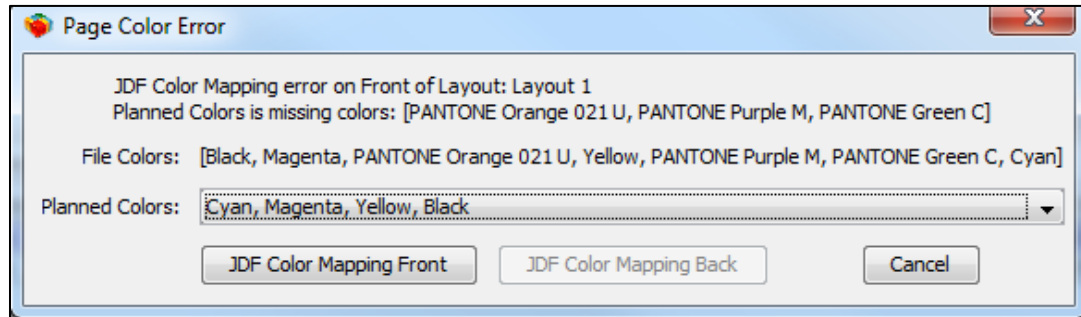 Page Color Error
JDF Color Mapping error on Front of Layout: Layout 1
Planned Colors is missing colors: [PANTONE Orange 021 U, PANTONE Purple M, PANTONE Green C]
File Colors: [Black, Magenta, PANTONE Orange 021 U, Yellow, PANTONE Purple M, PANTONE Green C, Cyan]
Planned Colors: Cyan, Magenta, Yellow, Black
JDF Color Mapping Front JDF Color Mapping Back Cancel